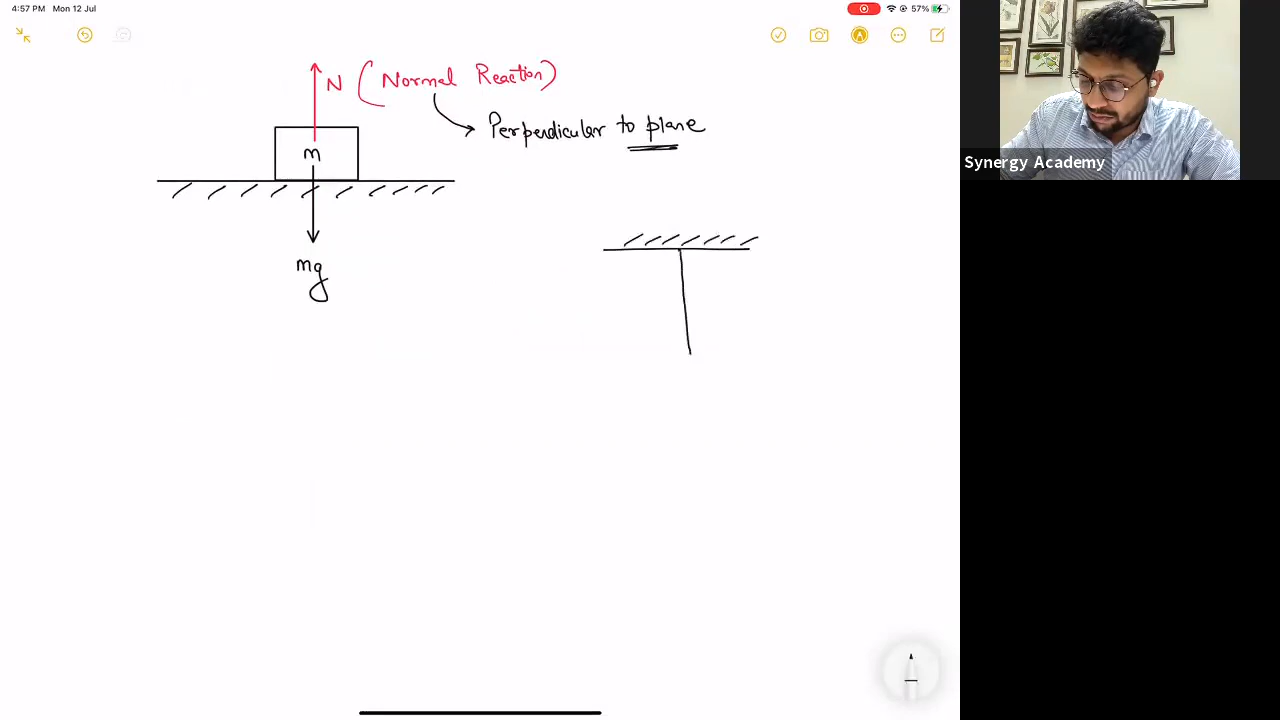 4:57 PM Mon 12 Jul
57%
N (Normal Reaction)
Perpendicular to plane
m
mg
Synergy Academy